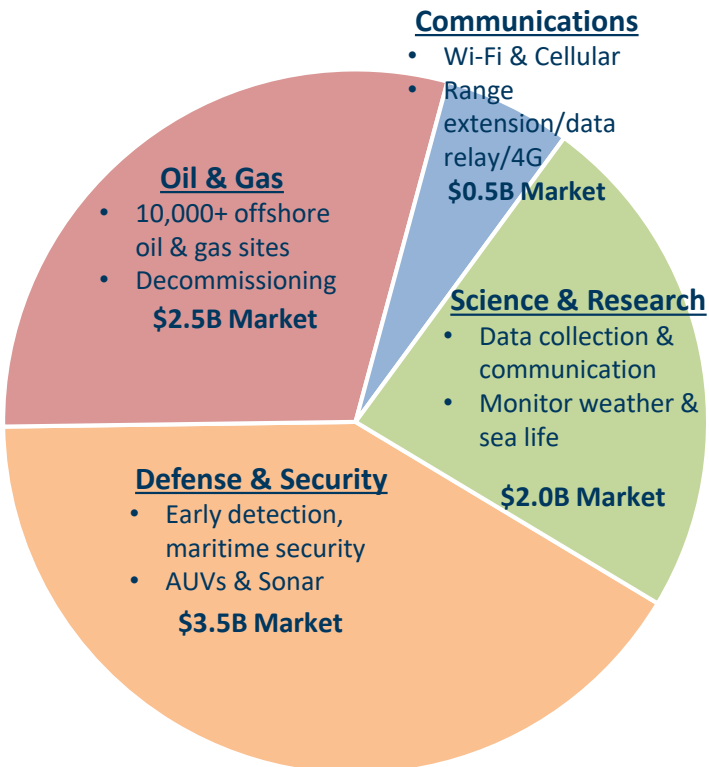 Communications
• Wi-Fi & Cellular
• Range
extension/data
relay/4G
$0.5B Market
Oil & Gas
• 10,000+ offshore
oil & gas sites
• Decommissioning
$2.5B Market
Science & Research
• Data collection &
communication
• Monitor weather &
sea life
$2.0B Market
Defense & Security
• Early detection,
maritime security
• AUVs & Sonar
$3.5B Market